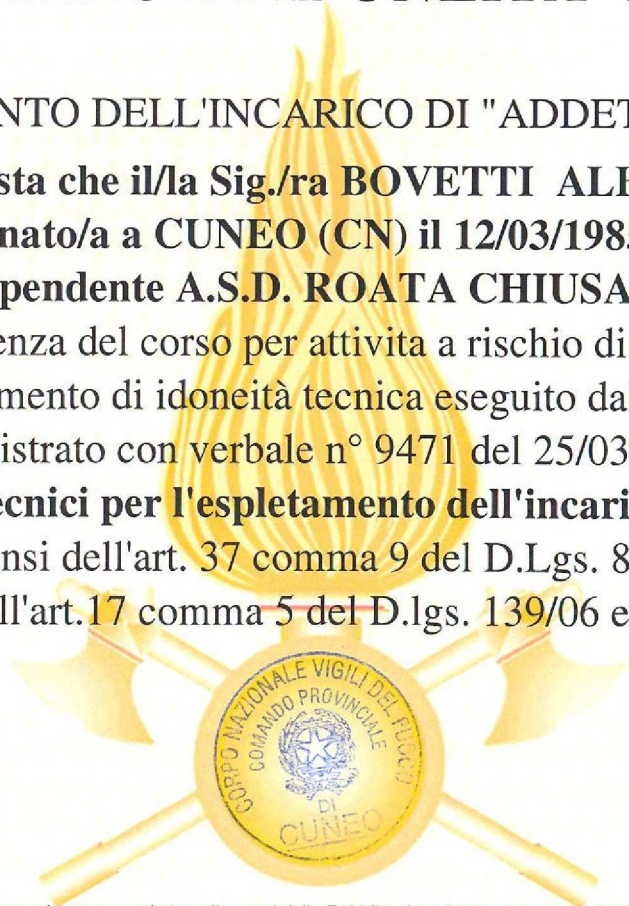 NTO DELL'INCARICO DI "ADDET
sta che il/la Sig./ra BOVETTI ALE
nato/a a CUNEO (CN) il 12/03/198
pendente A.S.D. ROATA CHIUSA
enza del corso per attivita a rischio di
mento di idoneità tecnica eseguito da
istrato con verbale n° 9471 del 25/03
ecnici per l'espletamento dell'incari
nsi dell'art. 37 comma 9 del D.Lgs. 8
ll'art.17 comma 5 del D.lgs. 139/06 e
CORPO NAZIONALE VIGILI DEL FUOCO
COMANDO PROVINCIALE
DI
CUNEO